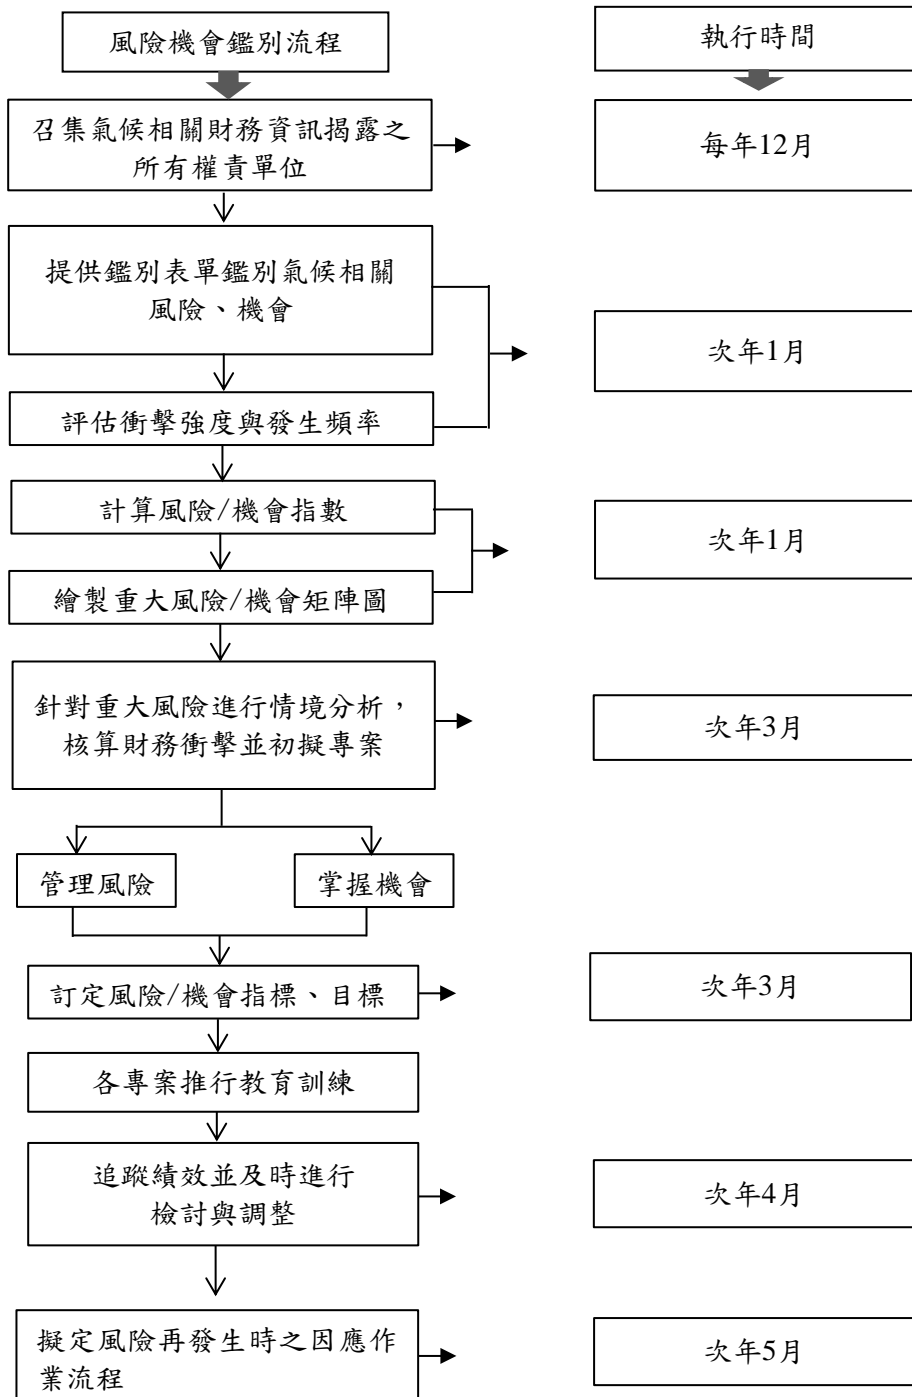 風險機會鑑別流程
執行時間
召集氣候相關財務資訊揭露之
所有權責單位
每年12月
提供鑑別表單鑑別氣候相關
風險、機會
次年1月
評估衝擊強度與發生頻率
計算風險/機會指數
次年1月
繪製重大風險/機會矩陣圖
針對重大風險進行情境分析，
核算財務衝擊並初擬專案
次年3月
管理風險
掌握機會
訂定風險/機會指標、目標
次年3月
各專案推行教育訓練
追蹤績效並及時進行
檢討與調整
次年4月
擬定風險再發生時之因應作
業流程
次年5月